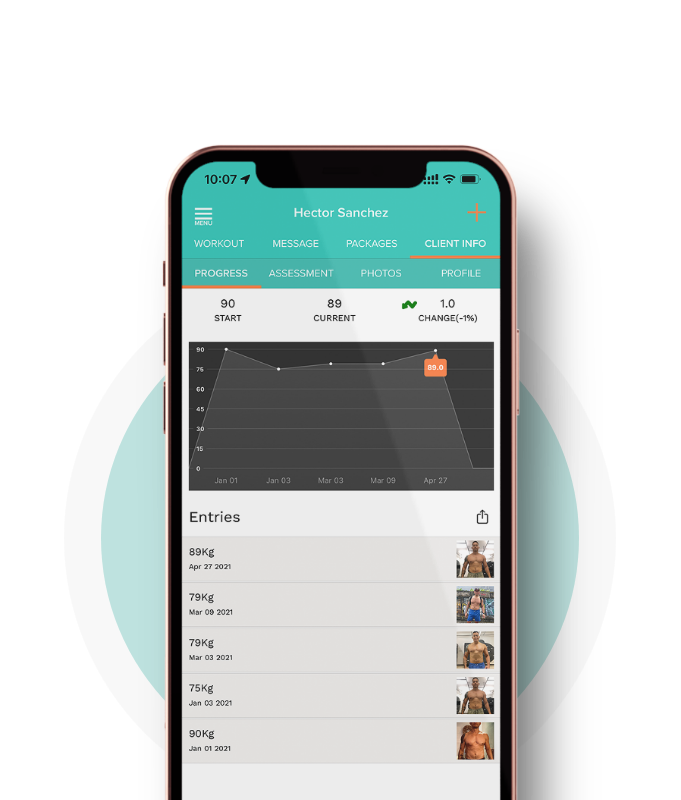 10:07
Hector Sanchez
MENU
WORKOUT MESSAGE PACKAGES CLIENT INFO
PROGRESS ASSESSMENT PHOTOS PROFILE
90 89 1.0
START CURRENT CHANGE(-1%)
90
75
60
45
30
15
0
89.0
Jan 01 Jan 03 Mar 03 Mar 09 Apr 27
Entries
89Kg
Apr 27 2021
79Kg
Mar 09 2021
79Kg
Mar 03 2021
75Kg
Jan 03 2021
90Kg
Jan 01 2021